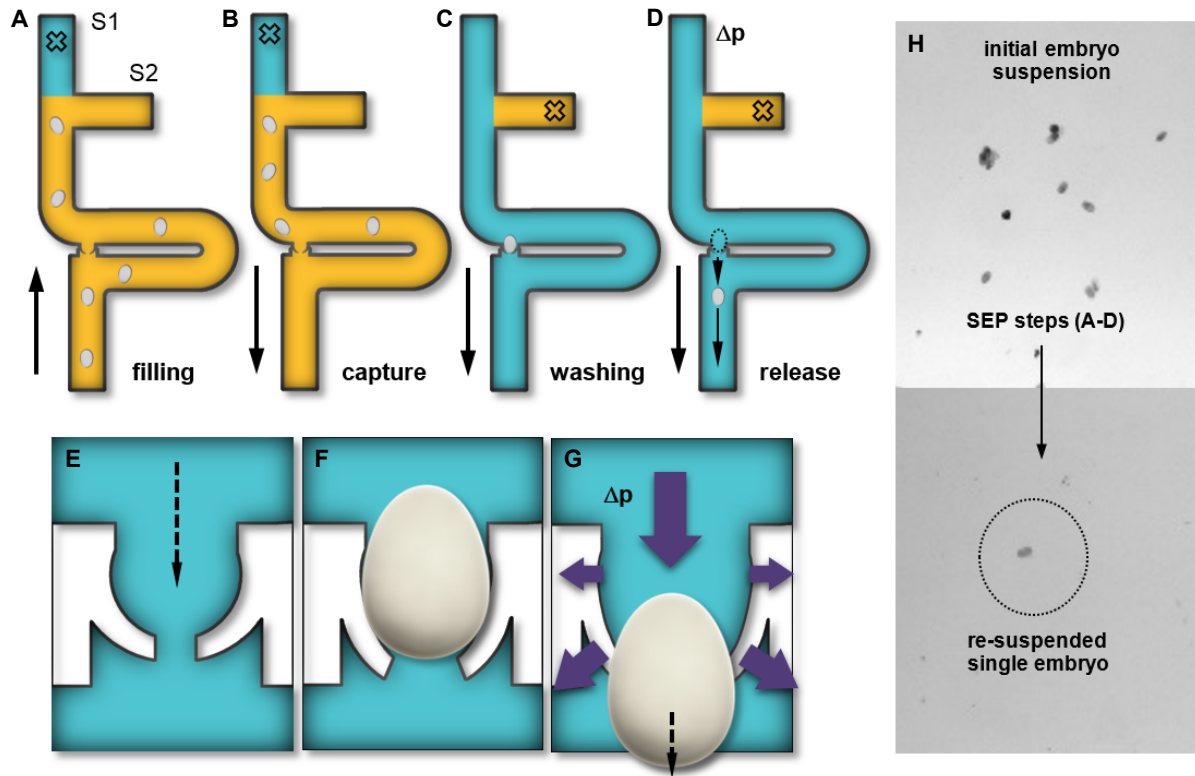 A
S1
S2
filling
B
capture
C
washing
D
Δp
release
E
F
G
Δp
H
initial embryo
suspension
SEP steps (A-D)
re-suspended
single embryo